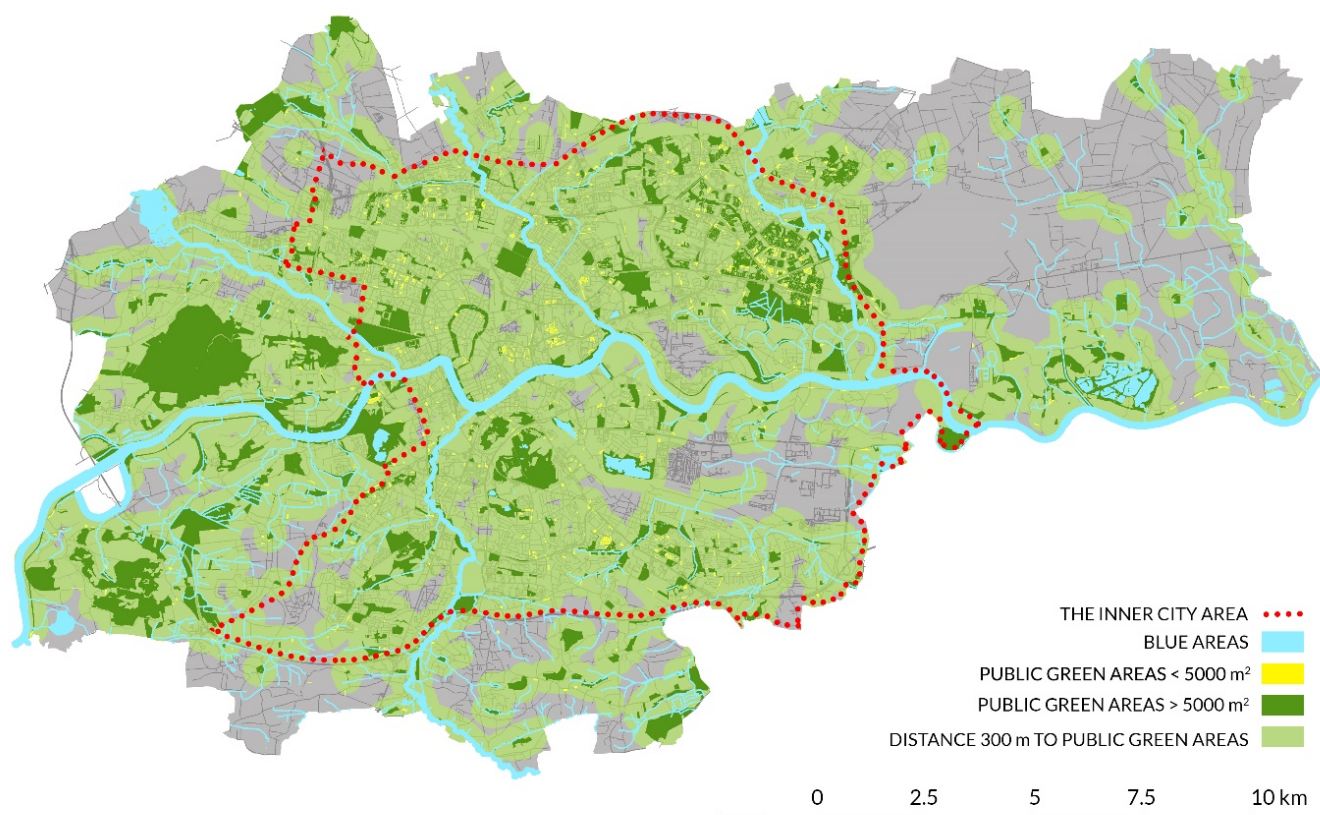 THE INNER CITY AREA
BLUE AREAS
PUBLIC GREEN AREAS < 5000 m²
PUBLIC GREEN AREAS > 5000 m²
DISTANCE 300 m TO PUBLIC GREEN AREAS
0 2.5 5 7.5 10 km